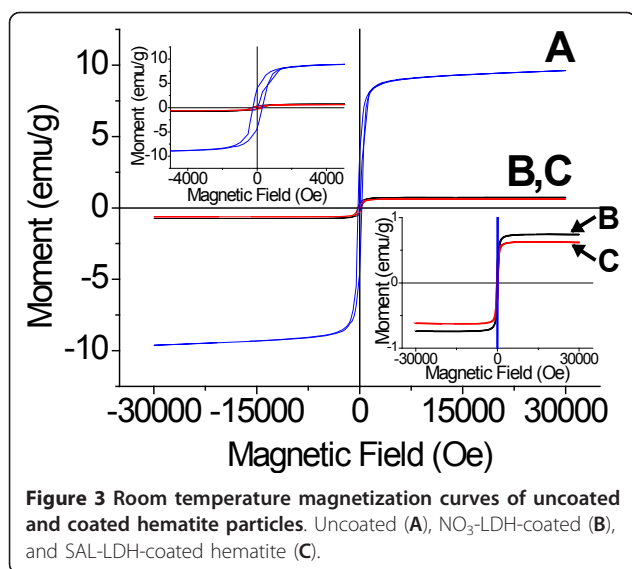 A
10
5
0
-5
-10
Moment (emu/g)
-30000 -15000 0 15000 30000
Magnetic Field (Oe)
B,C
10
5
0
-5
-10
Moment (emu/g)
-4000 0 4000
Magnetic Field (Oe)
1
0
-1
Moment (emu/g)
-30000 0 30000
Magnetic Field (Oe)
B
C
Figure 3 Room temperature magnetization curves of uncoated
and coated hematite particles. Uncoated (A), NO₃-LDH-coated (B),
and SAL-LDH-coated hematite (C).